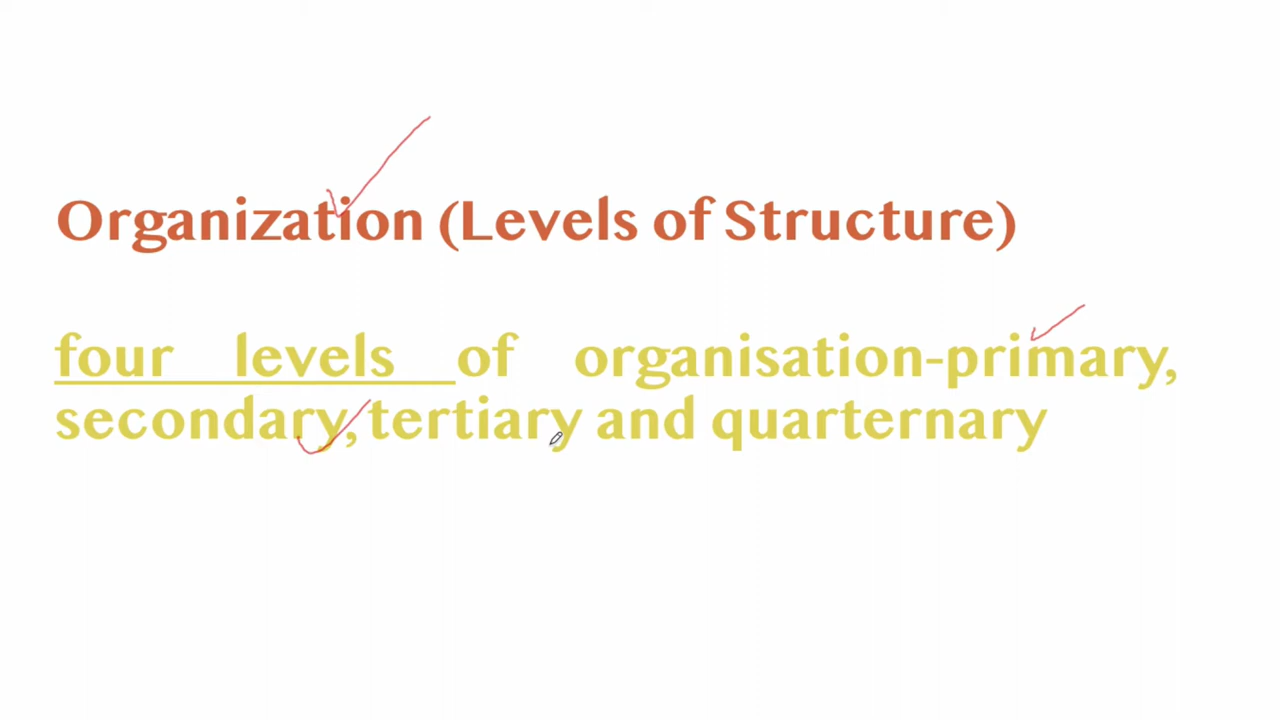 Organization (Levels of Structure)
four levels of organisation-primary,
secondary, tertiary and quarternary